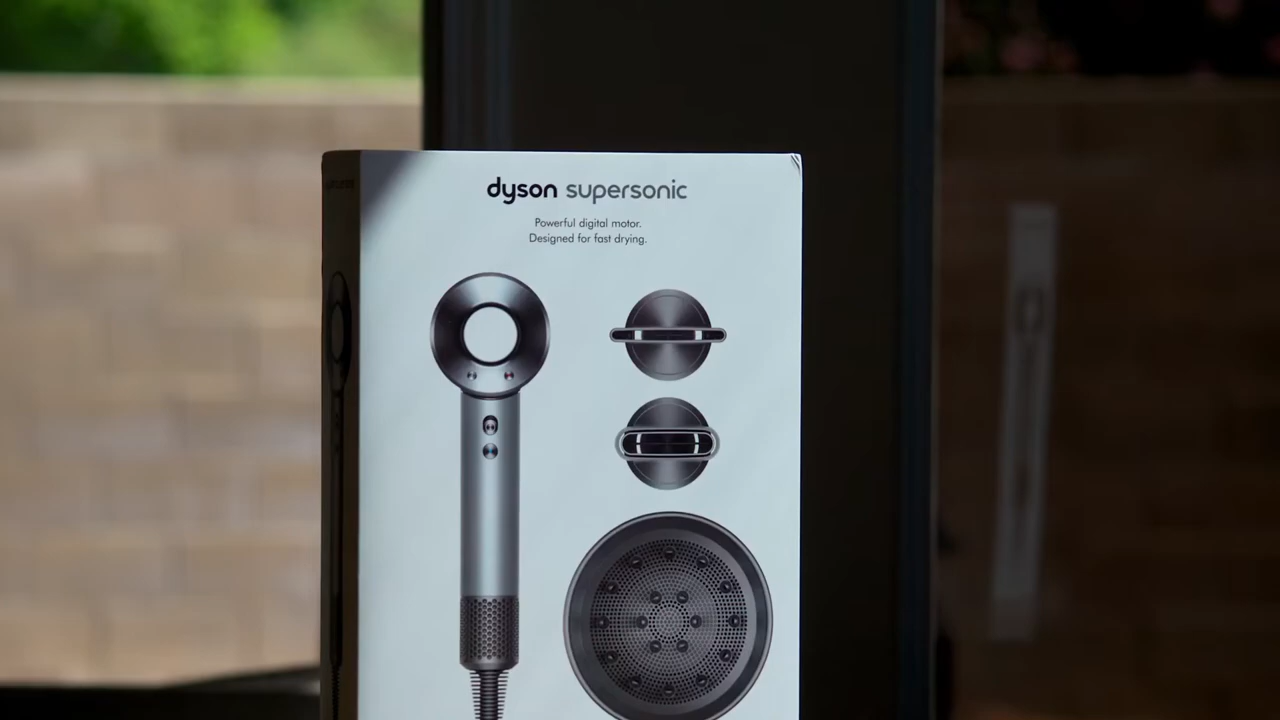 dyson supersonic
Powerful digital motor.
Designed for fast drying.